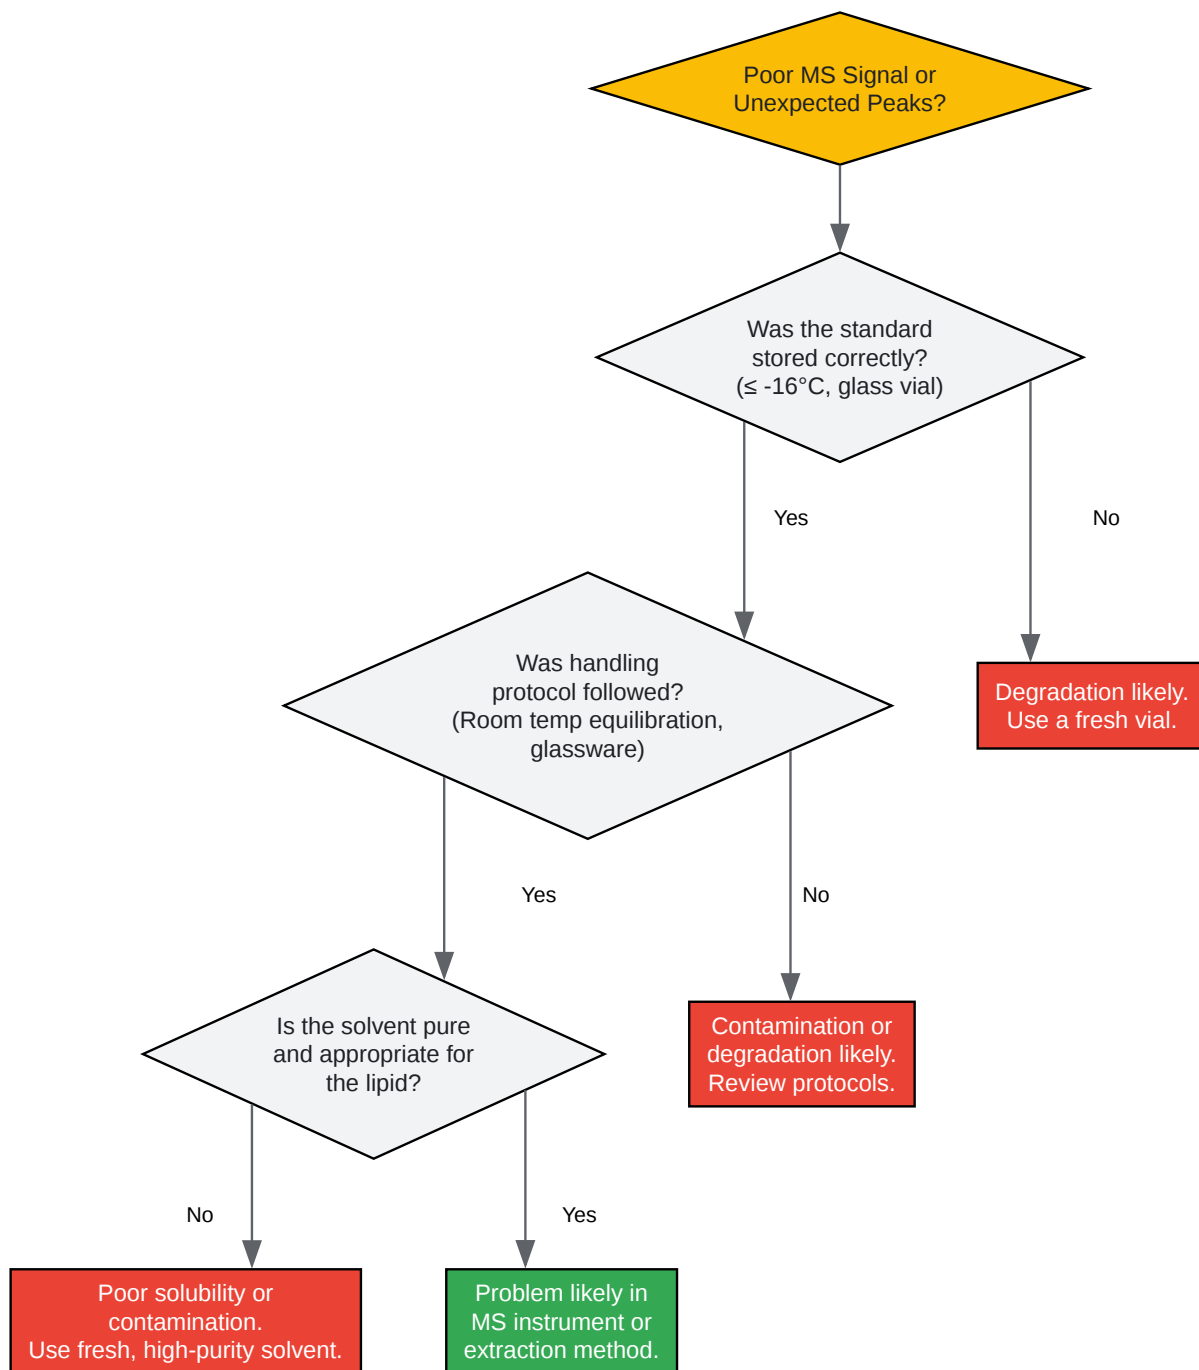 Poor MS Signal or
Unexpected Peaks?
Was the standard
stored correctly?
(≤ -16°C, glass vial)
Yes
No
Was handling
protocol followed?
(Room temp equilibration,
glassware)
Degradation likely.
Use a fresh vial.
Yes
No
Is the solvent pure
and appropriate for
the lipid?
Contamination or
degradation likely.
Review protocols.
No
Yes
Poor solubility or
contamination.
Use fresh, high-purity solvent.
Problem likely in
MS instrument or
extraction method.